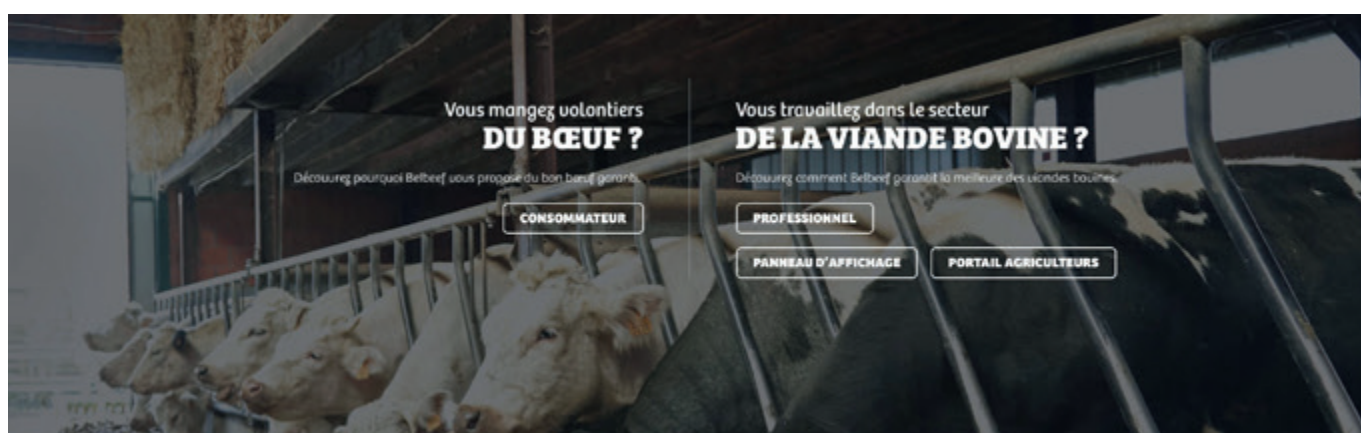 Vous mangez volontiers
DU BŒUF ?
Découvrez pourquoi Belbeef vous propose du bon bœuf garanti.
CONSOMMATEUR
Vous travaillez dans le secteur
DE LA VIANDE BOVINE ?
Découvrez comment Belbeef garantit la meilleure des viandes bovines.
PROFESSIONNEL
PANNEAU D'AFFICHAGE
PORTAIL AGRICULTEURS